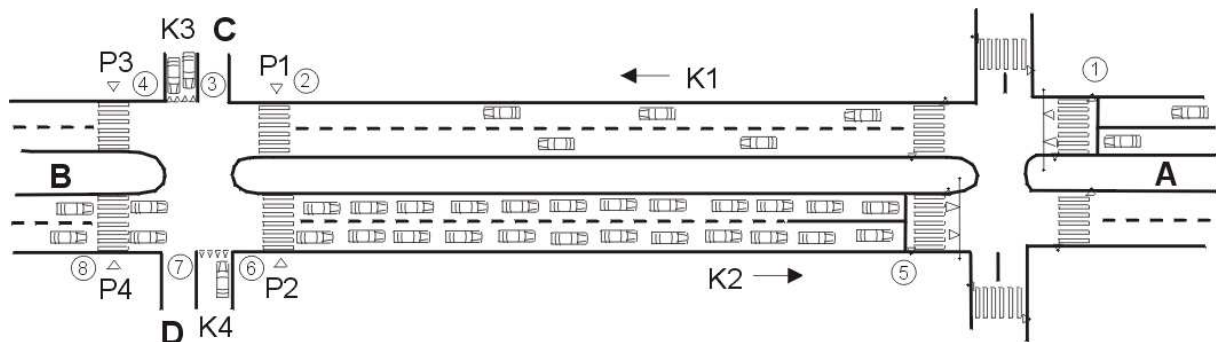 K3 C
P3 ④ ③ P1 ② K1 ①
B A
⑧ ⑦ ⑥ K2 ⑤
P4 P2
D K4